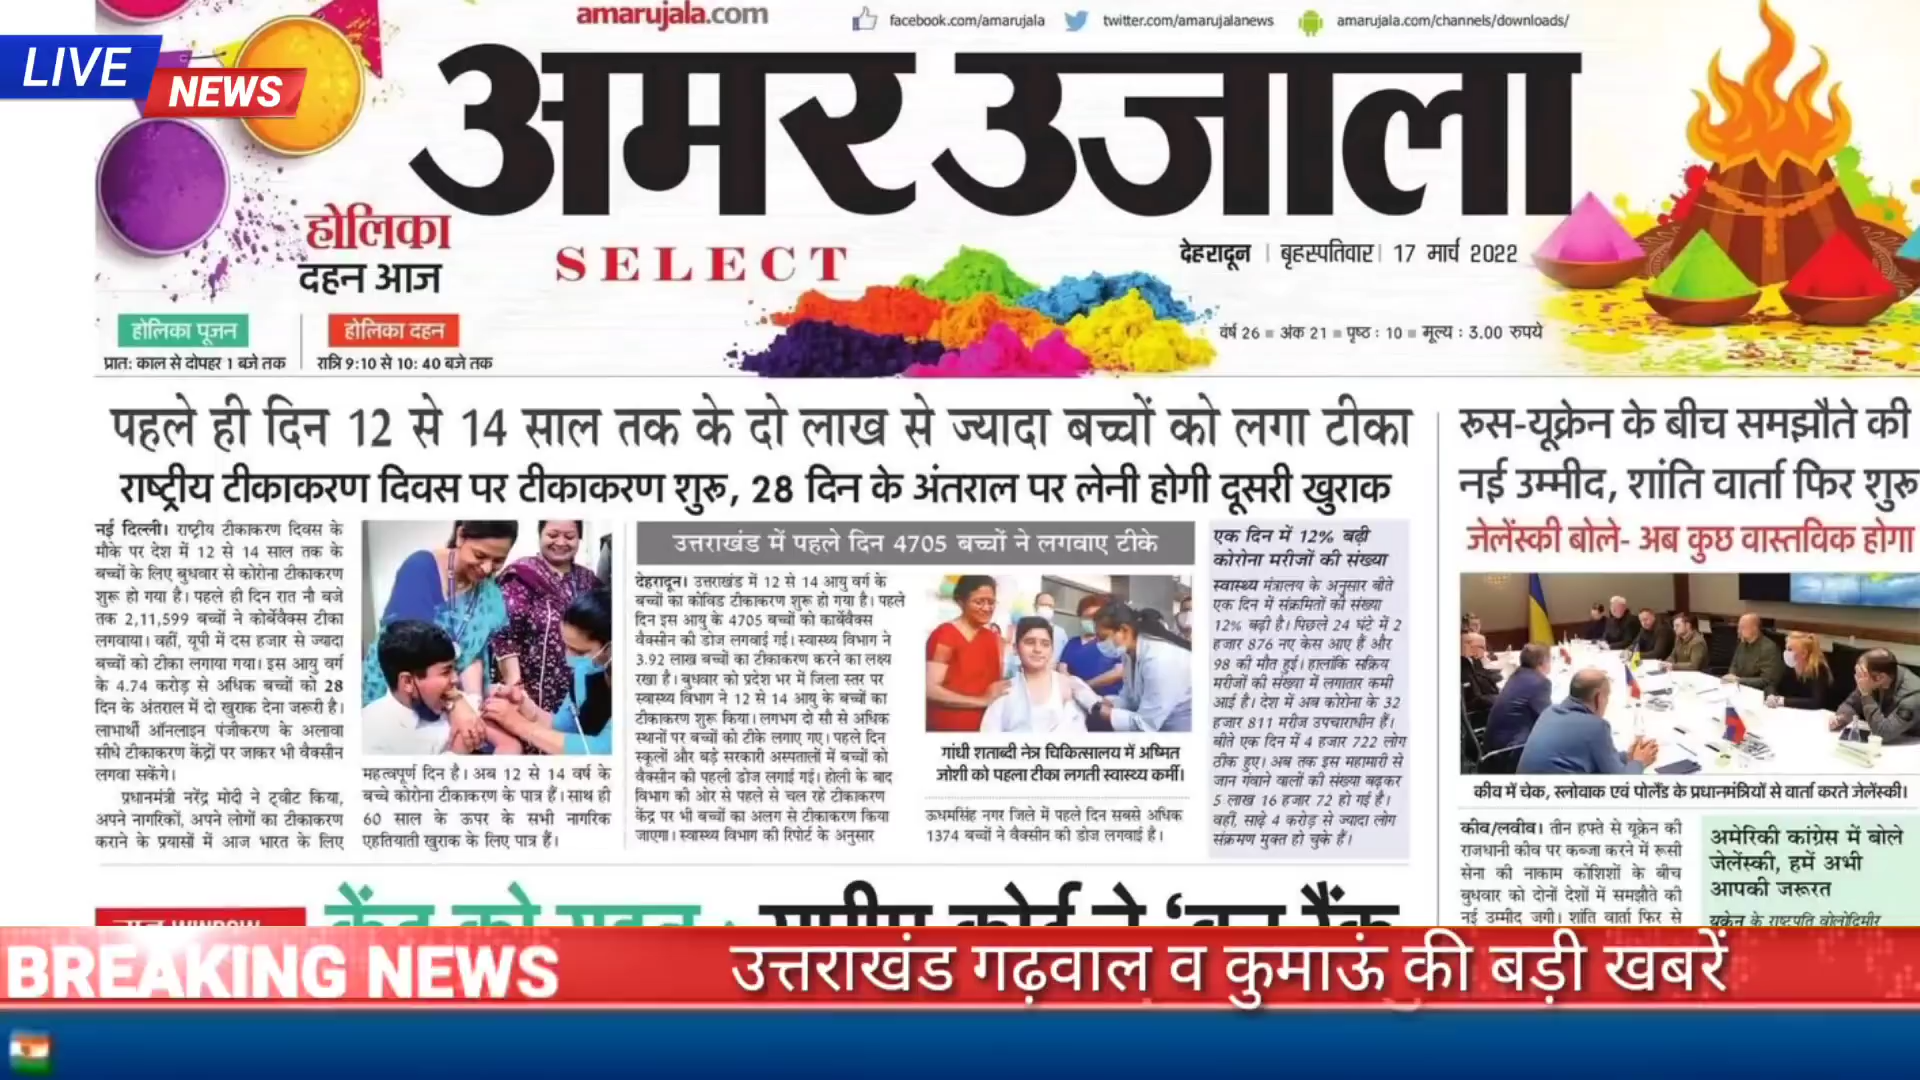 amarujala.com
facebook.com/amarujala
twitter.com/amarujalanews
amarujala.com/channels/downloads/
LIVE
NEWS
अमर उजाला
SELECT
होलिका
दहन आज
होलिका पूजन
प्रात: काल से दोपहर 1 बजे तक
होलिका दहन
रात्रि 9:10 से 10: 40 बजे तक
देहरादून | बृहस्पतिवार | 17 मार्च 2022
वर्ष 26 ■ अंक 21 ■ पृष्ठ : 10 ■ मूल्य : 3.00 रुपये
पहले ही दिन 12 से 14 साल तक के दो लाख से ज्यादा बच्चों को लगा टीका
राष्ट्रीय टीकाकरण दिवस पर टीकाकरण शुरू, 28 दिन के अंतराल पर लेनी होगी दूसरी खुराक
नई दिल्ली। राष्ट्रीय टीकाकरण दिवस के
मौके पर देश में 12 से 14 साल तक के
बच्चों के लिए बुधवार से कोरोना टीकाकरण
शुरू हो गया है। पहले ही दिन रात नौ बजे
तक 2,11,599 बच्चों ने कोर्बेवैक्स टीका
लगवाया। वहीं, यूपी में दस हजार से ज्यादा
बच्चों को टीका लगाया गया। इस आयु वर्ग
के 4.74 करोड़ से अधिक बच्चों को 28
दिन के अंतराल में दो खुराक देना जरूरी है।
लाभार्थी ऑनलाइन पंजीकरण के अलावा
सीधे टीकाकरण केंद्रों पर जाकर भी वैक्सीन
लगवा सकेंगे।
प्रधानमंत्री नरेंद्र मोदी ने ट्वीट किया,
अपने नागरिकों, अपने लोगों का टीकाकरण
कराने के प्रयासों में आज भारत के लिए
महत्वपूर्ण दिन है। अब 12 से 14 वर्ष के
बच्चे कोरोना टीकाकरण के पात्र हैं। साथ ही
60 साल के ऊपर के सभी नागरिक
एहतियाती खुराक के लिए पात्र हैं।
उत्तराखंड में पहले दिन 4705 बच्चों ने लगवाए टीके
देहरादून। उत्तराखंड में 12 से 14 आयु वर्ग के
बच्चों का कोविड टीकाकरण शुरू हो गया है। पहले
दिन इस आयु के 4705 बच्चों को कार्बेवैक्स
वैक्सीन की डोज लगवाई गई। स्वास्थ्य विभाग ने
3.92 लाख बच्चों का टीकाकरण करने का लक्ष्य
रखा है। बुधवार को प्रदेश भर में जिला स्तर पर
स्वास्थ्य विभाग ने 12 से 14 आयु के बच्चों का
टीकाकरण शुरू किया। लगभग दो सौ से अधिक
स्थानों पर बच्चों को टीके लगाए गए। पहले दिन
स्कूलों और बड़े सरकारी अस्पतालों में बच्चों को
वैक्सीन की पहली डोज लगाई गई। होली के बाद
विभाग की ओर से पहले से चल रहे टीकाकरण
केंद्र पर भी बच्चों का अलग से टीकाकरण किया
जाएगा। स्वास्थ्य विभाग की रिपोर्ट के अनुसार
गांधी शताब्दी नेत्र चिकित्सालय में अष्मित
जोशी को पहला टीका लगती स्वास्थ्य कर्मी।
ऊधमसिंह नगर जिले में पहले दिन सबसे अधिक
1374 बच्चों ने वैक्सीन की डोज लगवाई है।
एक दिन में 12% बढ़ी
कोरोना मरीजों की संख्या
स्वास्थ्य मंत्रालय के अनुसार बीते
एक दिन में संक्रमितों की संख्या
12% बढ़ी है। पिछले 24 घंटे में 2
हजार 876 नए केस आए हैं और
98 की मौत हुई। हालांकि सक्रिय
मरीजों की संख्या में लगातार कमी
आई है। देश में अब कोरोना के 32
हजार 811 मरीज उपचाराधीन हैं।
बीते एक दिन में 4 हजार 722 लोग
ठीक हुए। अब तक इस महामारी से
जान गंवाने वालों की संख्या बढ़कर
5 लाख 16 हजार 72 हो गई है।
वहीं, साढ़े 4 करोड़ से ज्यादा लोग
संक्रमण मुक्त हो चुके हैं।
रूस-यूक्रेन के बीच समझौते की
नई उम्मीद, शांति वार्ता फिर शुरू
जेलेंस्की बोले- अब कुछ वास्तविक होगा
कीव में चेक, स्लोवाक एवं पोलैंड के प्रधानमंत्रियों से वार्ता करते जेलेंस्की।
कीव/लवीव। तीन हफ्ते से यूक्रेन की
राजधानी कीव पर कब्जा करने में रूसी
सेना की नाकाम कोशिशों के बीच
बुधवार को दोनों देशों में समझौते की
नई उम्मीद जगी। शांति वार्ता फिर से
अमेरिकी कांग्रेस में बोले
जेलेंस्की, हमें अभी
आपकी जरूरत
यूक्रेन के राष्ट्रपति वोलोदिमीर
BREAKING NEWS
उत्तराखंड गढ़वाल व कुमाऊं की बड़ी खबरें